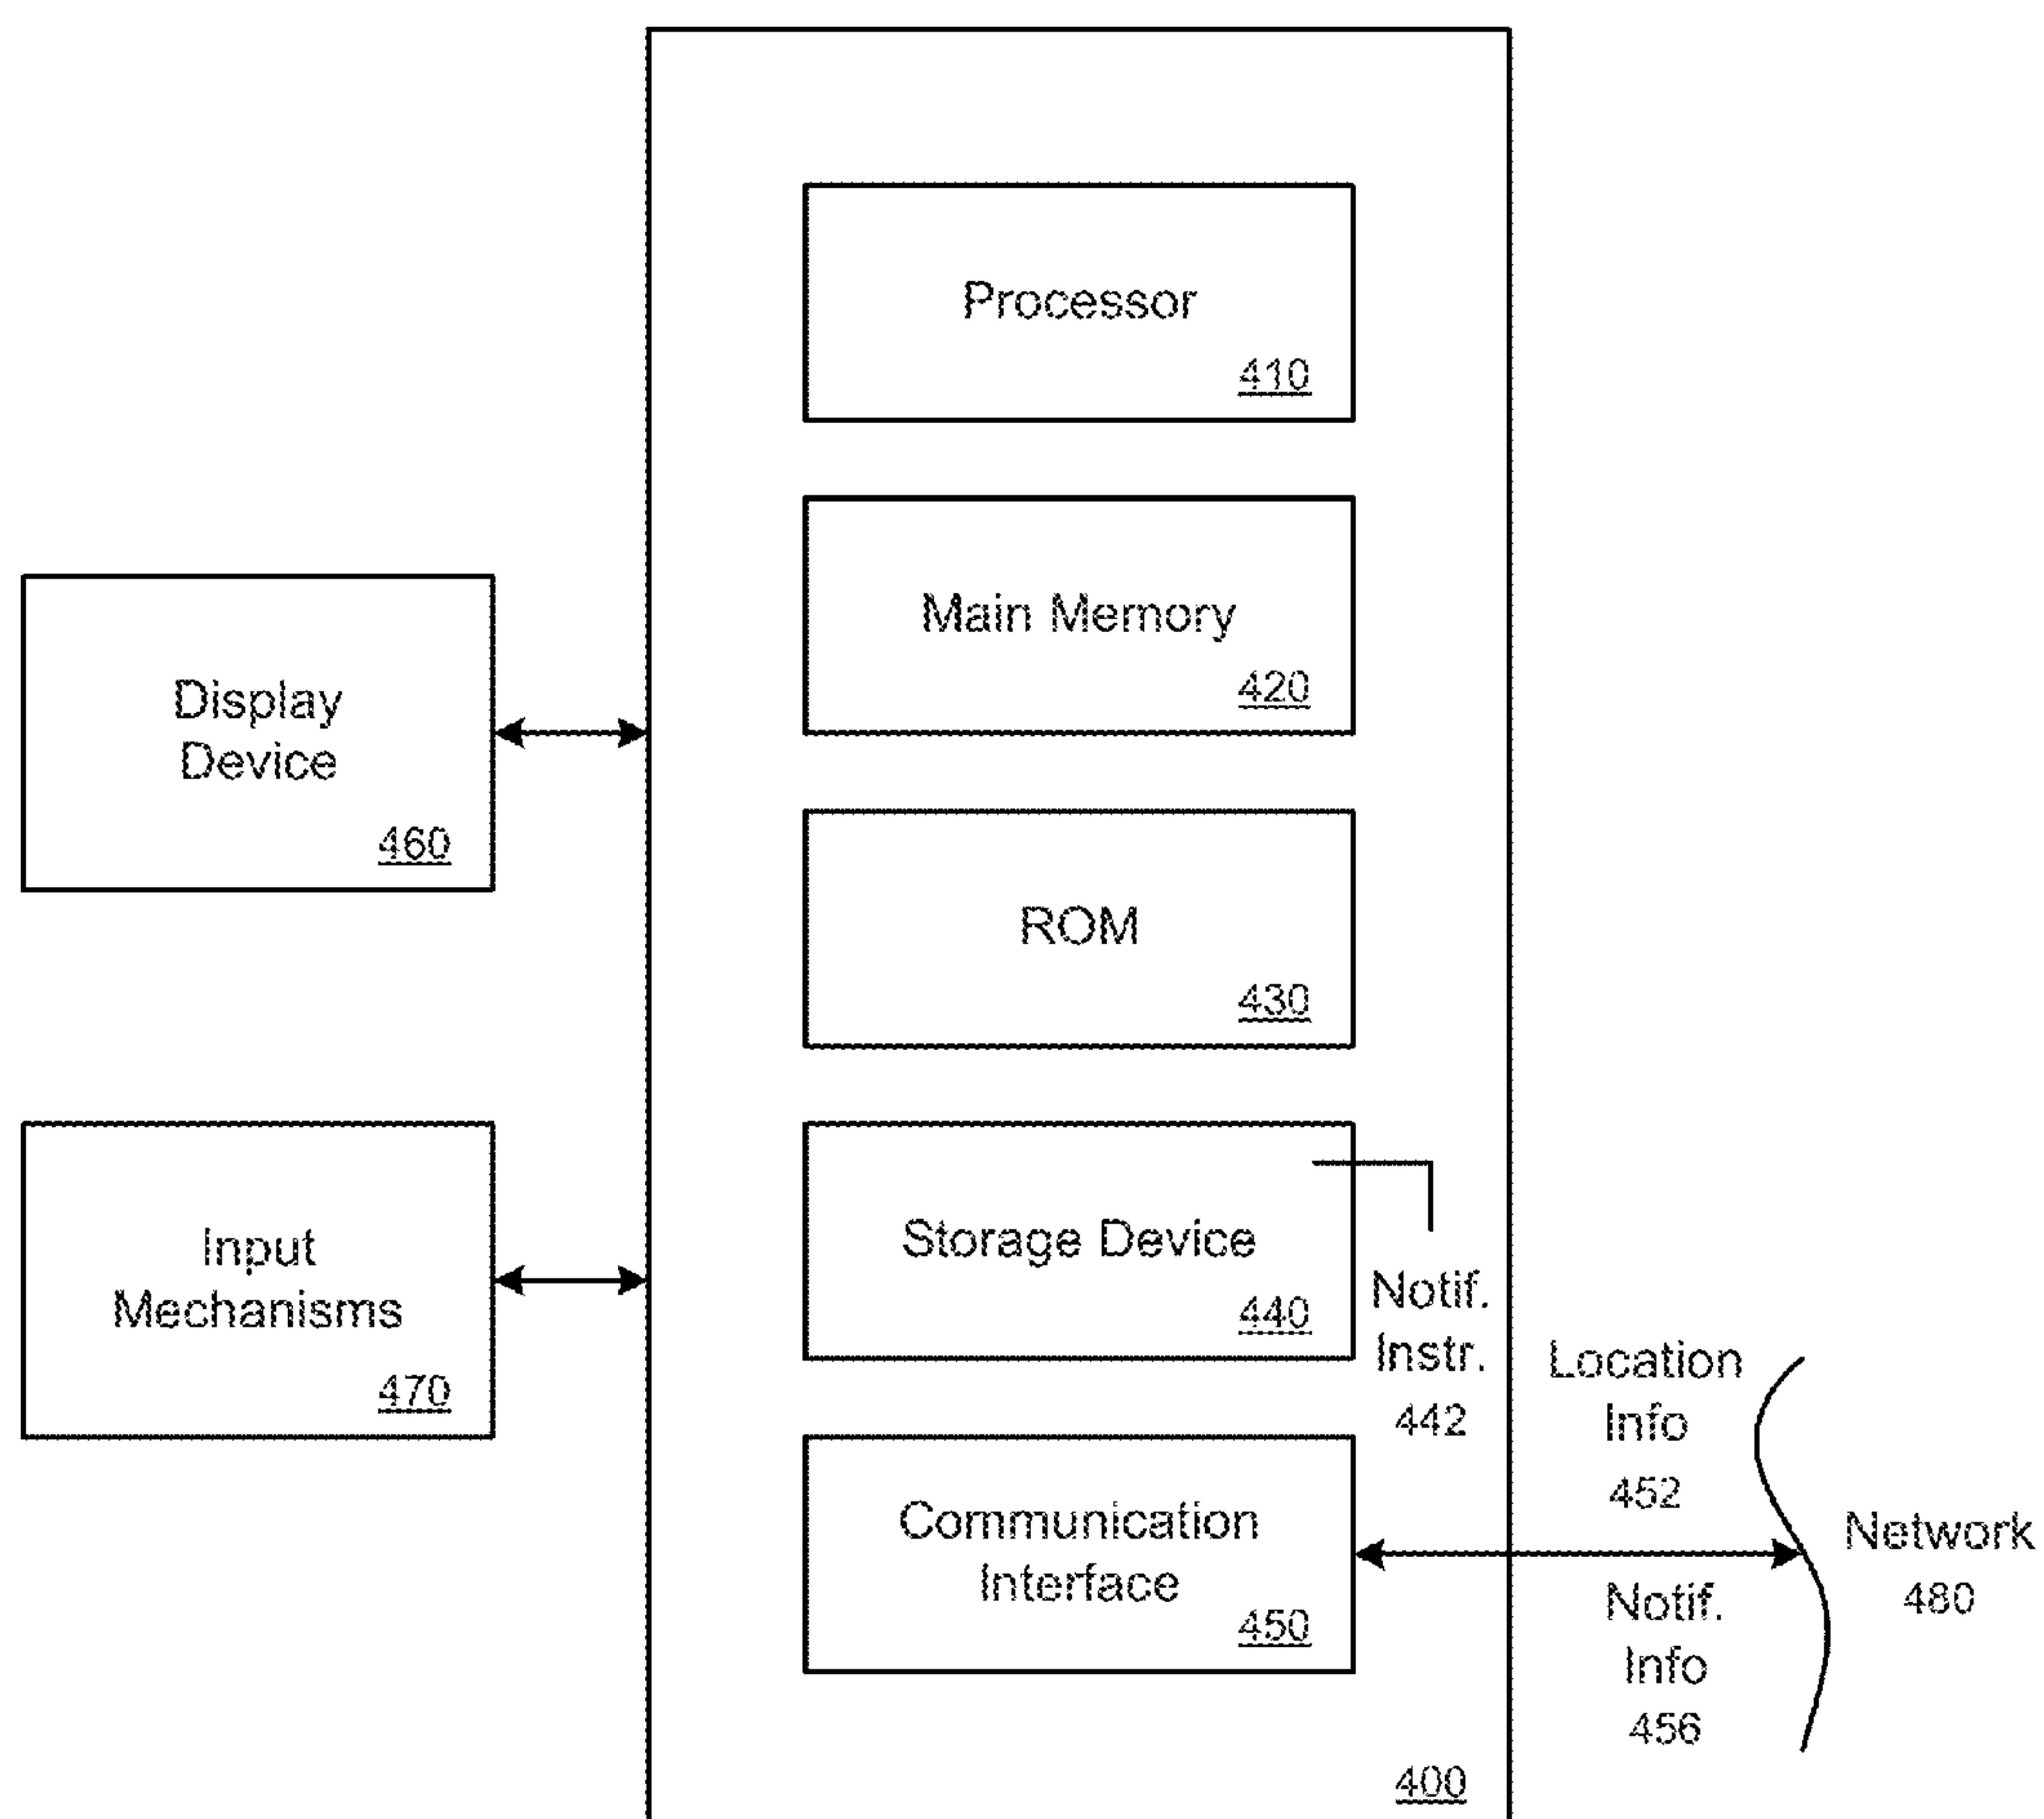 Processor
410
Main Memory
420
Display
Device
460
ROM
430
Input
Mechanisms
470
Storage Device
440
Notif.
Instr.
442
Communication
Interface
450
Location
Info
452
Notif.
Info
456
Network
480
400